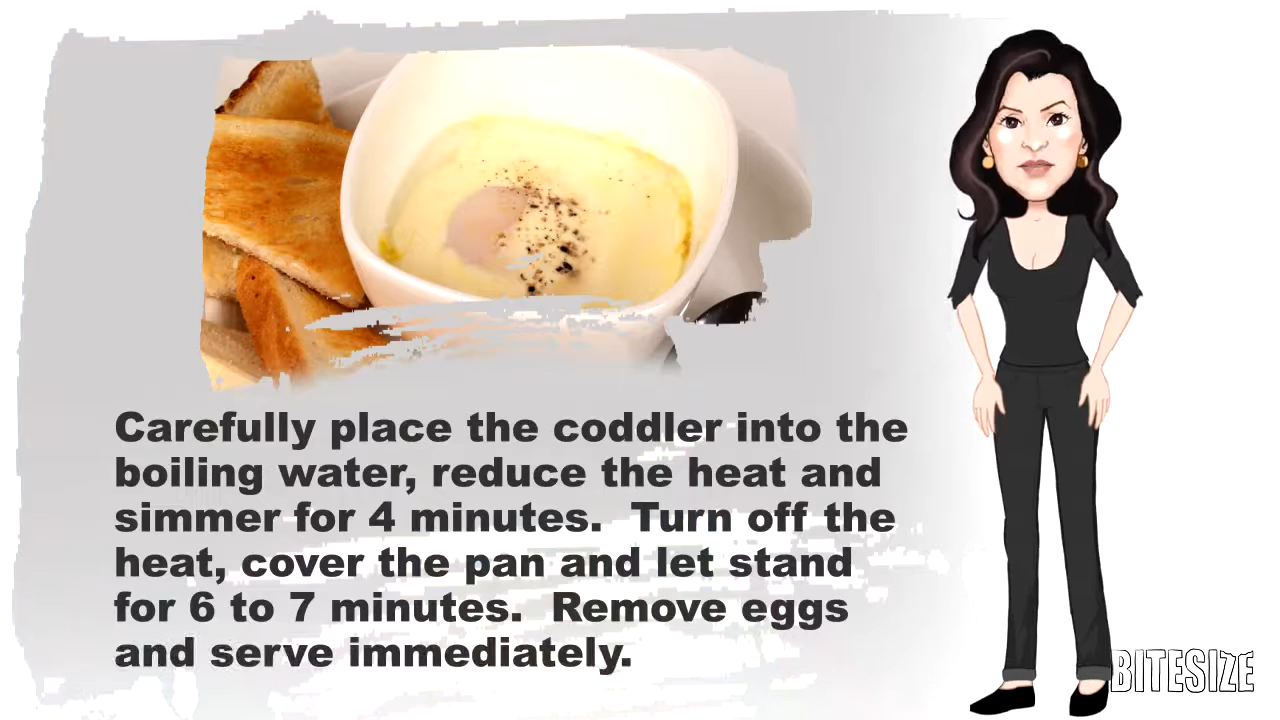 Carefully place the coddler into the
boiling water, reduce the heat and
simmer for 4 minutes.  Turn off the
heat, cover the pan and let stand
for 6 to 7 minutes.  Remove eggs
and serve immediately.
BITESIZE